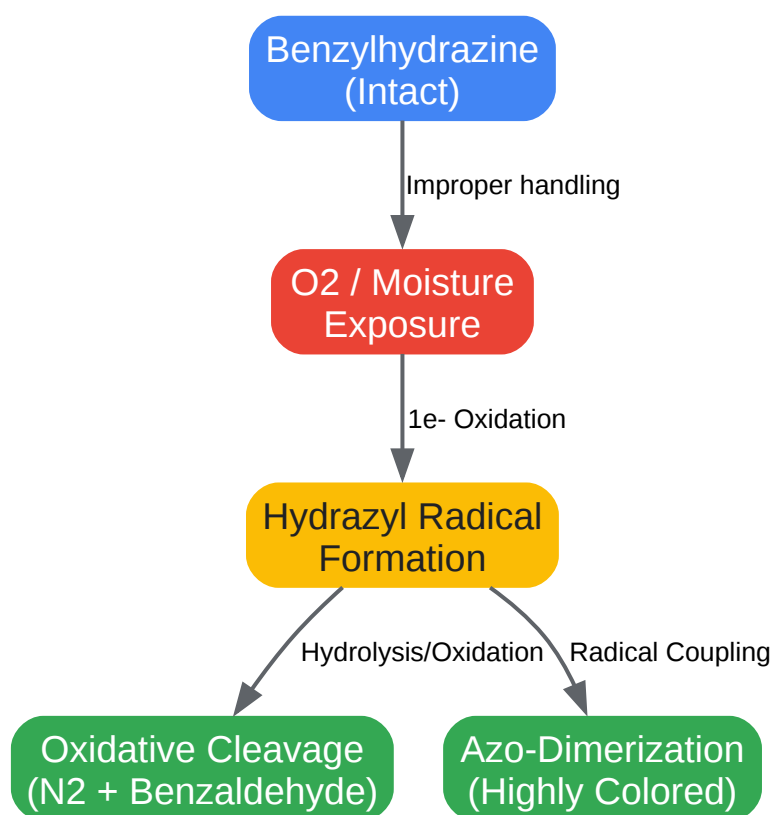 Benzylhydrazine
(Intact)
Improper handling
O2 / Moisture
Exposure
1e- Oxidation
Hydrazyl Radical
Formation
Hydrolysis/Oxidation
Radical Coupling
Oxidative Cleavage
(N2 + Benzaldehyde)
Azo-Dimerization
(Highly Colored)